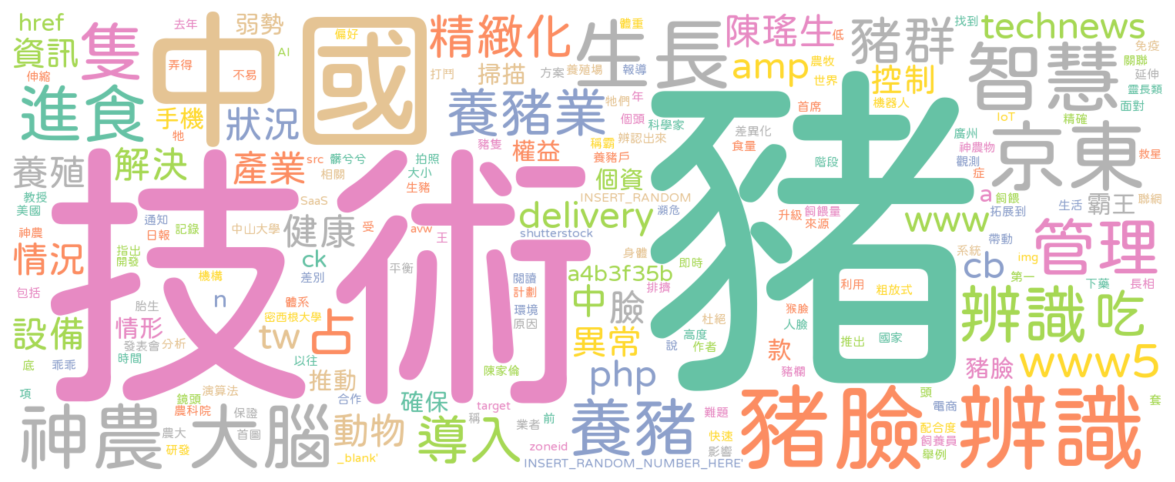 href
去年
弱勢
偏好
體重
低
找到
technews
免疫
資訊
伸縮
隻
AI
中
弄得
不易
國
打鬥
精緻化
掃描
方案
養殖場
生
報導
長
陳瑤生
amp
農牧
世界
豬群
控制
機器人
智慧
關聯
延伸
靈長類
面對
進食
手機
牠
狀況
養豬業
牠們
年
個頭
科學家
稱霸
辨認出來
養豬戶
首席
差異化
食量
IoT
精確
廣州
神農物
觀測
症
京東
救星
養殖
解決
產業
src
髒兮兮
相關
拍照
大小
生豬
豬隻
權益
個資
階段
a
飼餵
拓展到
生活
霸王
聯網
教授
美國
神農
通知
日報
記錄
SaaS
INSERT_RANDOM
中山大學
健康
受
avw
王
delivery
瀕危
shutterstock
升級
飼餵量
來源
www
帶動
情況
指出
開發
ck
差別
平衡
閱讀
計劃
a4b3f35b
即時
身體
排擠
系統
cb
img
第一
下藥
管理
長相
包括
n
機構
體系
密西根大學
環境
原因
中
臉
利用
粗放式
猴臉
人臉
國家
設備
胎生
情形
發表會
分析
時間
tw
占
以往
技術
陳家倫
異常
杜絕
高度
說
作者
豬
推出
辨識
吃
底
乖乖
演算法
推動
合作
php
款
豬欄
豬臉
www5
項
鏡頭
農科院
保證
確保
target
前
難題
頭
電商
套
神農大腦
農大
研發
首圖
動物
_blank'
導入
稱
業者
zoneid
養豬
快速
影響
INSERT_RANDOM_NUMBER_HERE'
豬臉辨識
配合度
飼養員
舉例